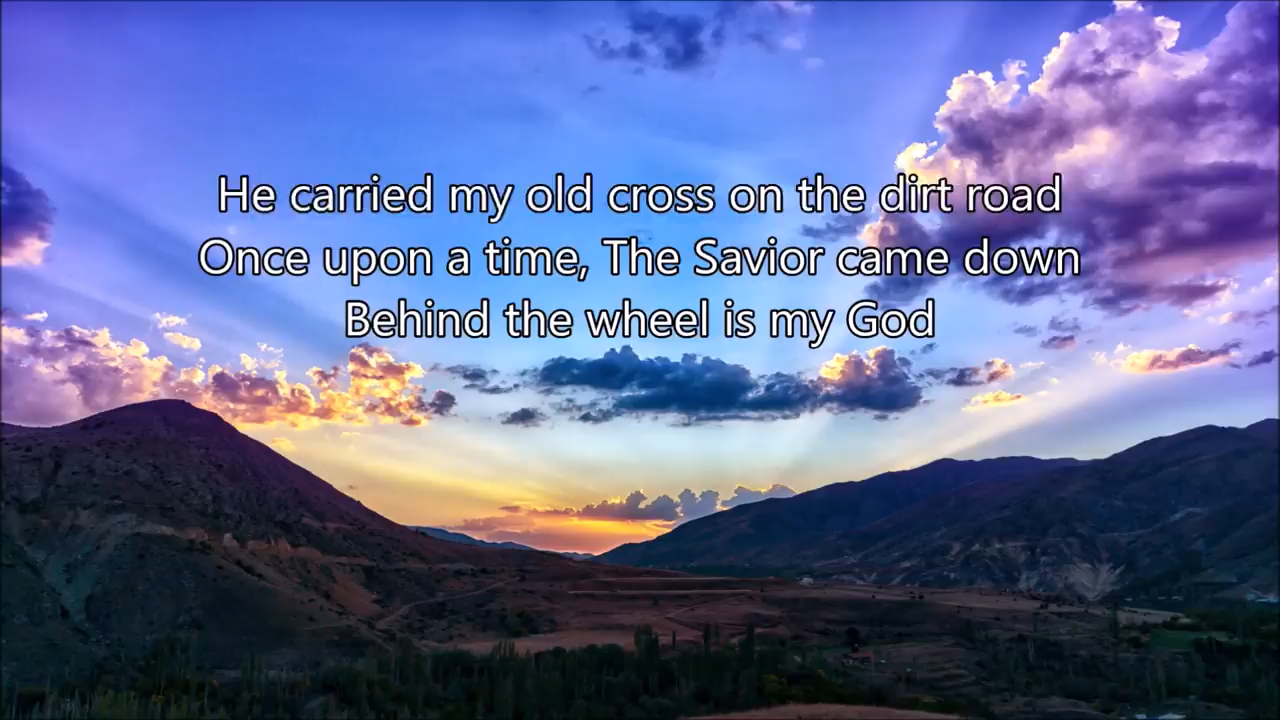 He carried my old cross on the dirt road
Once upon a time, The Savior came down
Behind the wheel is my God